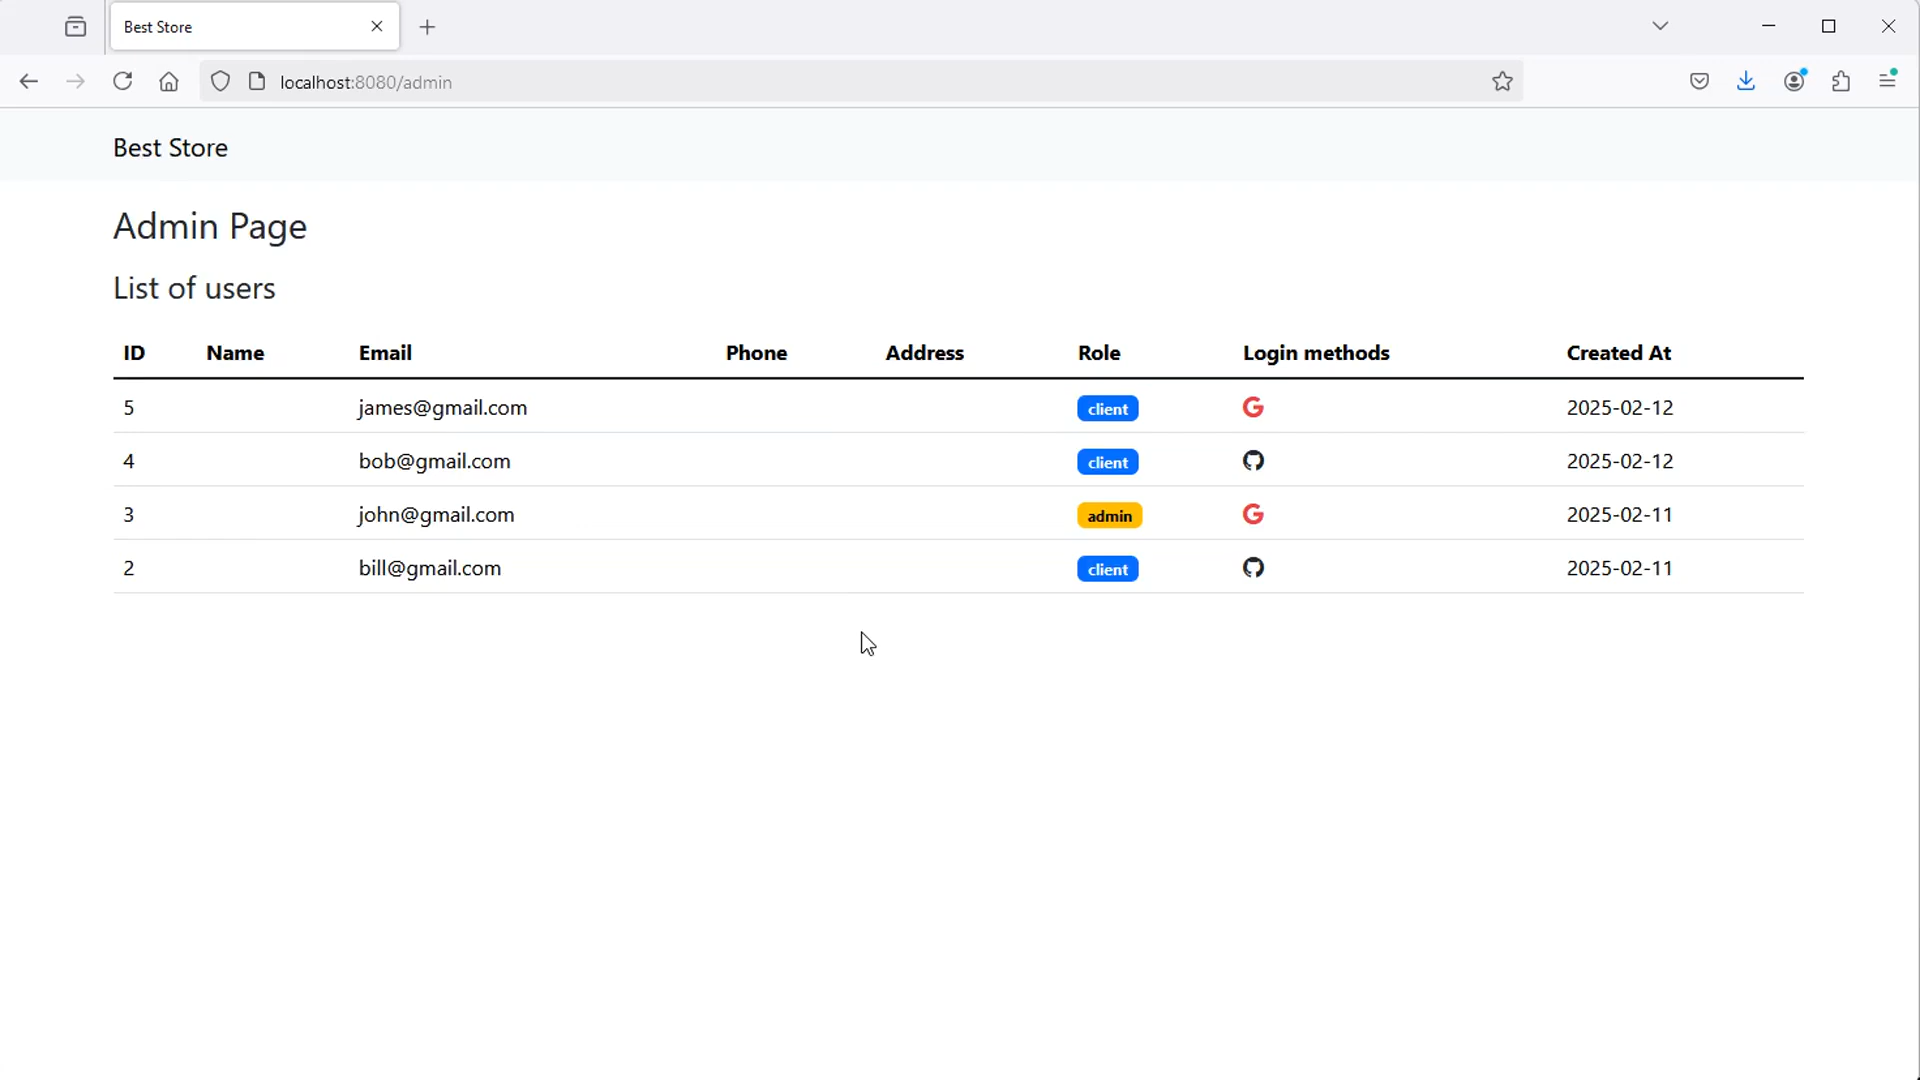 Best Store
localhost:8080/admin
Best Store
Admin Page
List of users
ID Name Email Phone Address Role Login methods Created At
5 james@gmail.com client 2025-02-12
4 bob@gmail.com client 2025-02-12
3 john@gmail.com admin 2025-02-11
2 bill@gmail.com client 2025-02-11